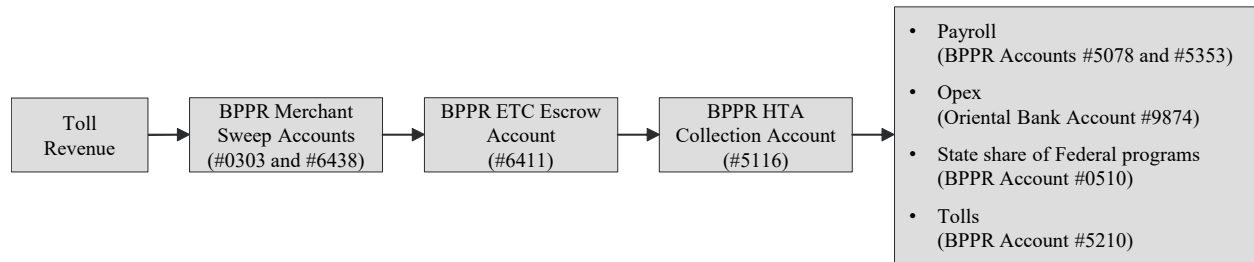 Toll
Revenue
BPPR Merchant
Sweep Accounts
(#0303 and #6438)
BPPR ETC Escrow
Account
(#6411)
BPPR HTA
Collection Account
(#5116)
• Payroll
(BPPR Accounts #5078 and #5353)
• Opex
(Oriental Bank Account #9874)
• State share of Federal programs
(BPPR Account #0510)
• Tolls
(BPPR Account #5210)